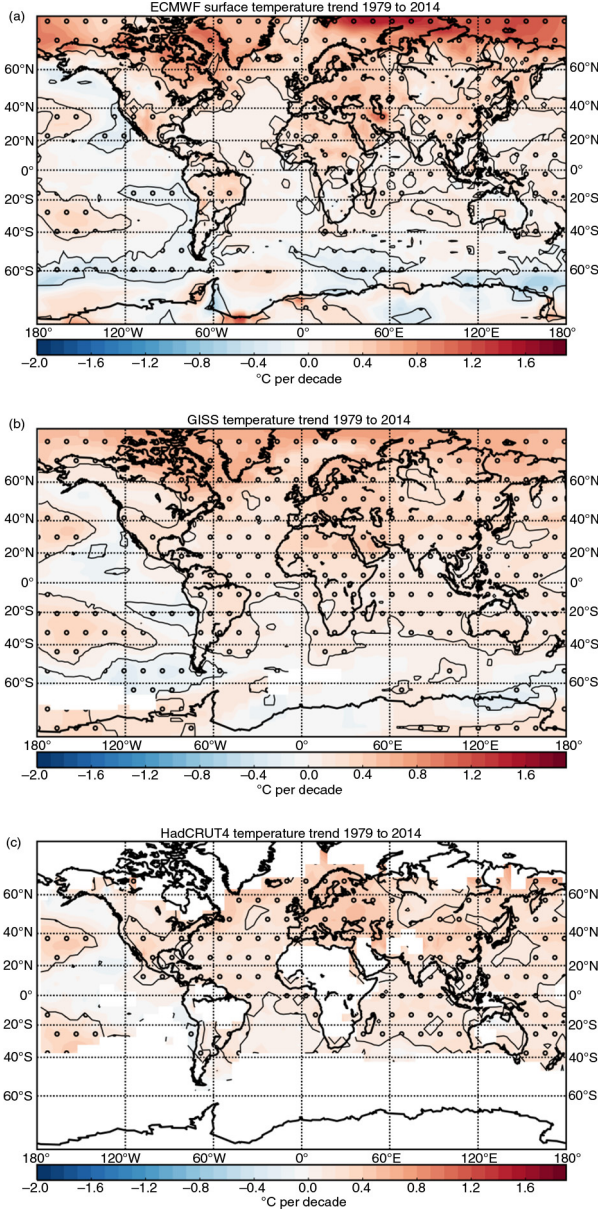 (a)
ECMWF surface temperature trend 1979 to 2014
60°N 60°N
40°N 40°N
20°N 20°N
0° 0°
20°S 20°S
40°S 40°S
60°S 60°S
180° 120°W 60°W 0° 60°E 120°E 180°
−2.0 −1.6 −1.2 −0.8 −0.4 0.0 0.4 0.8 1.2 1.6
°C per decade
(b)
GISS temperature trend 1979 to 2014
60°N 60°N
40°N 40°N
20°N 20°N
0° 0°
20°S 20°S
40°S 40°S
60°S 60°S
180° 120°W 60°W 0° 60°E 120°E 180°
−2.0 −1.6 −1.2 −0.8 −0.4 0.0 0.4 0.8 1.2 1.6
°C per decade
(c)
HadCRUT4 temperature trend 1979 to 2014
60°N 60°N
40°N 40°N
20°N 20°N
0° 0°
20°S 20°S
40°S 40°S
60°S 60°S
180° 120°W 60°W 0° 60°E 120°E 180°
−2.0 −1.6 −1.2 −0.8 −0.4 0.0 0.4 0.8 1.2 1.6
°C per decade